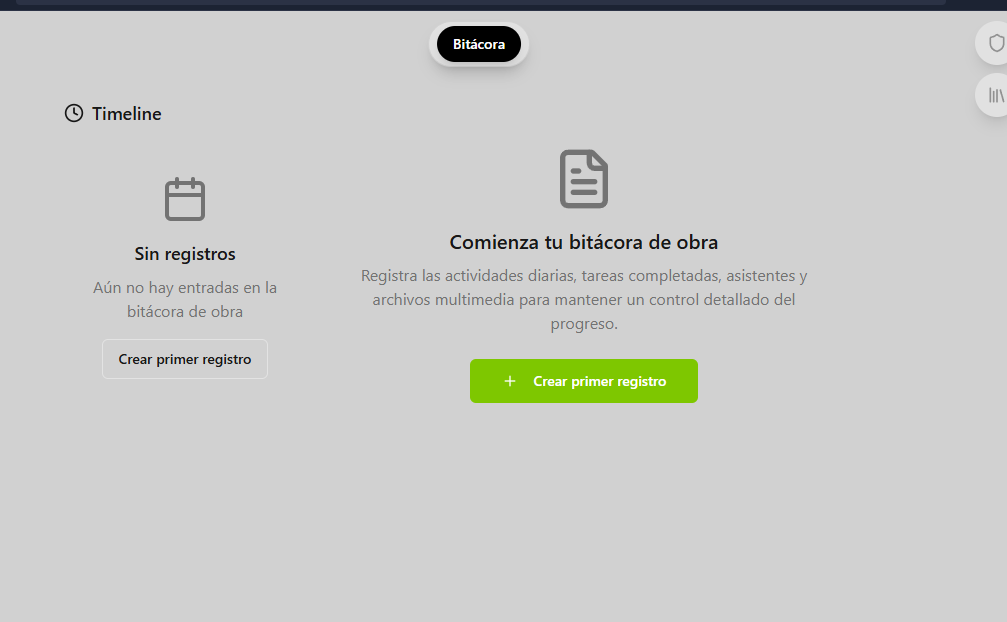 Bitácora
Timeline
Sin registros
Aún no hay entradas en la
bitácora de obra
Crear primer registro
Comienza tu bitácora de obra
Registra las actividades diarias, tareas completadas, asistentes y
archivos multimedia para mantener un control detallado del
progreso.
+ Crear primer registro